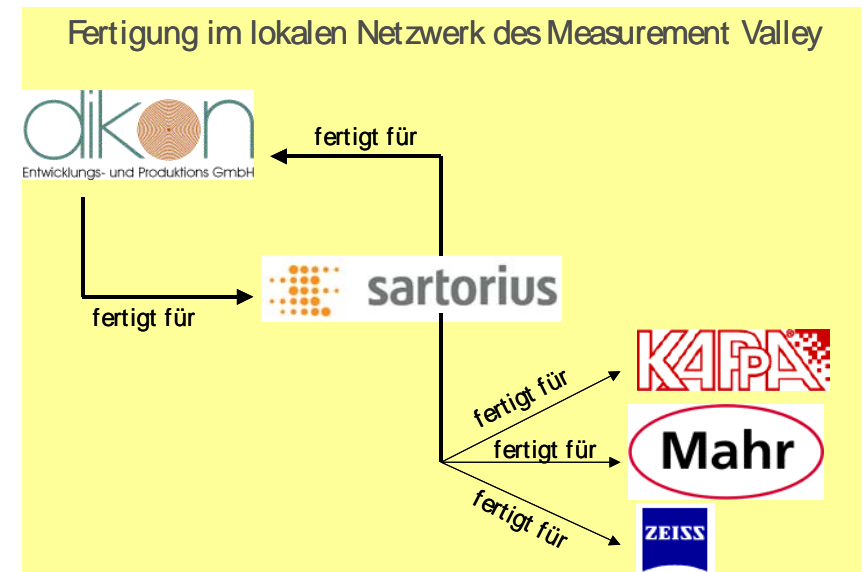 Fertigung im lokalen Netzwerk des Measurement Valley
dikon
Entwicklungs- und Produktions GmbH
fertigt für
sartorius
fertigt für
KAPPA®
fertigt für
Mahr
fertigt für
fertigt für
ZEISS